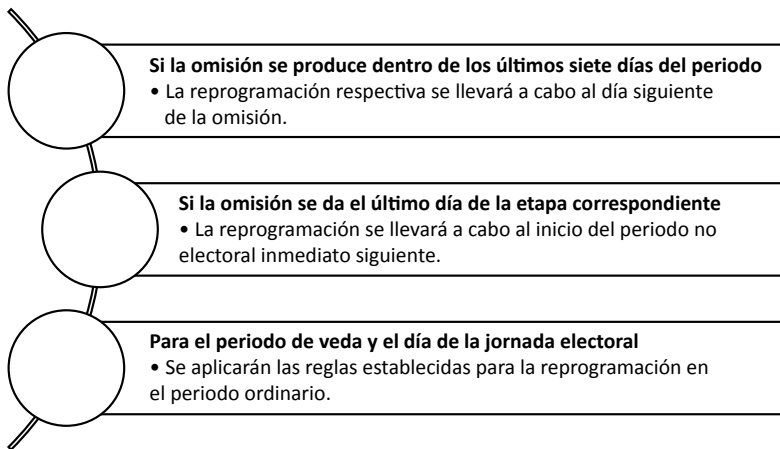 Si la omisión se produce dentro de los últimos siete días del periodo
• La reprogramación respectiva se llevará a cabo al día siguiente
de la omisión.
Si la omisión se da el último día de la etapa correspondiente
• La reprogramación se llevará a cabo al inicio del periodo no
electoral inmediato siguiente.
Para el periodo de veda y el día de la jornada electoral
• Se aplicarán las reglas establecidas para la reprogramación en
el periodo ordinario.